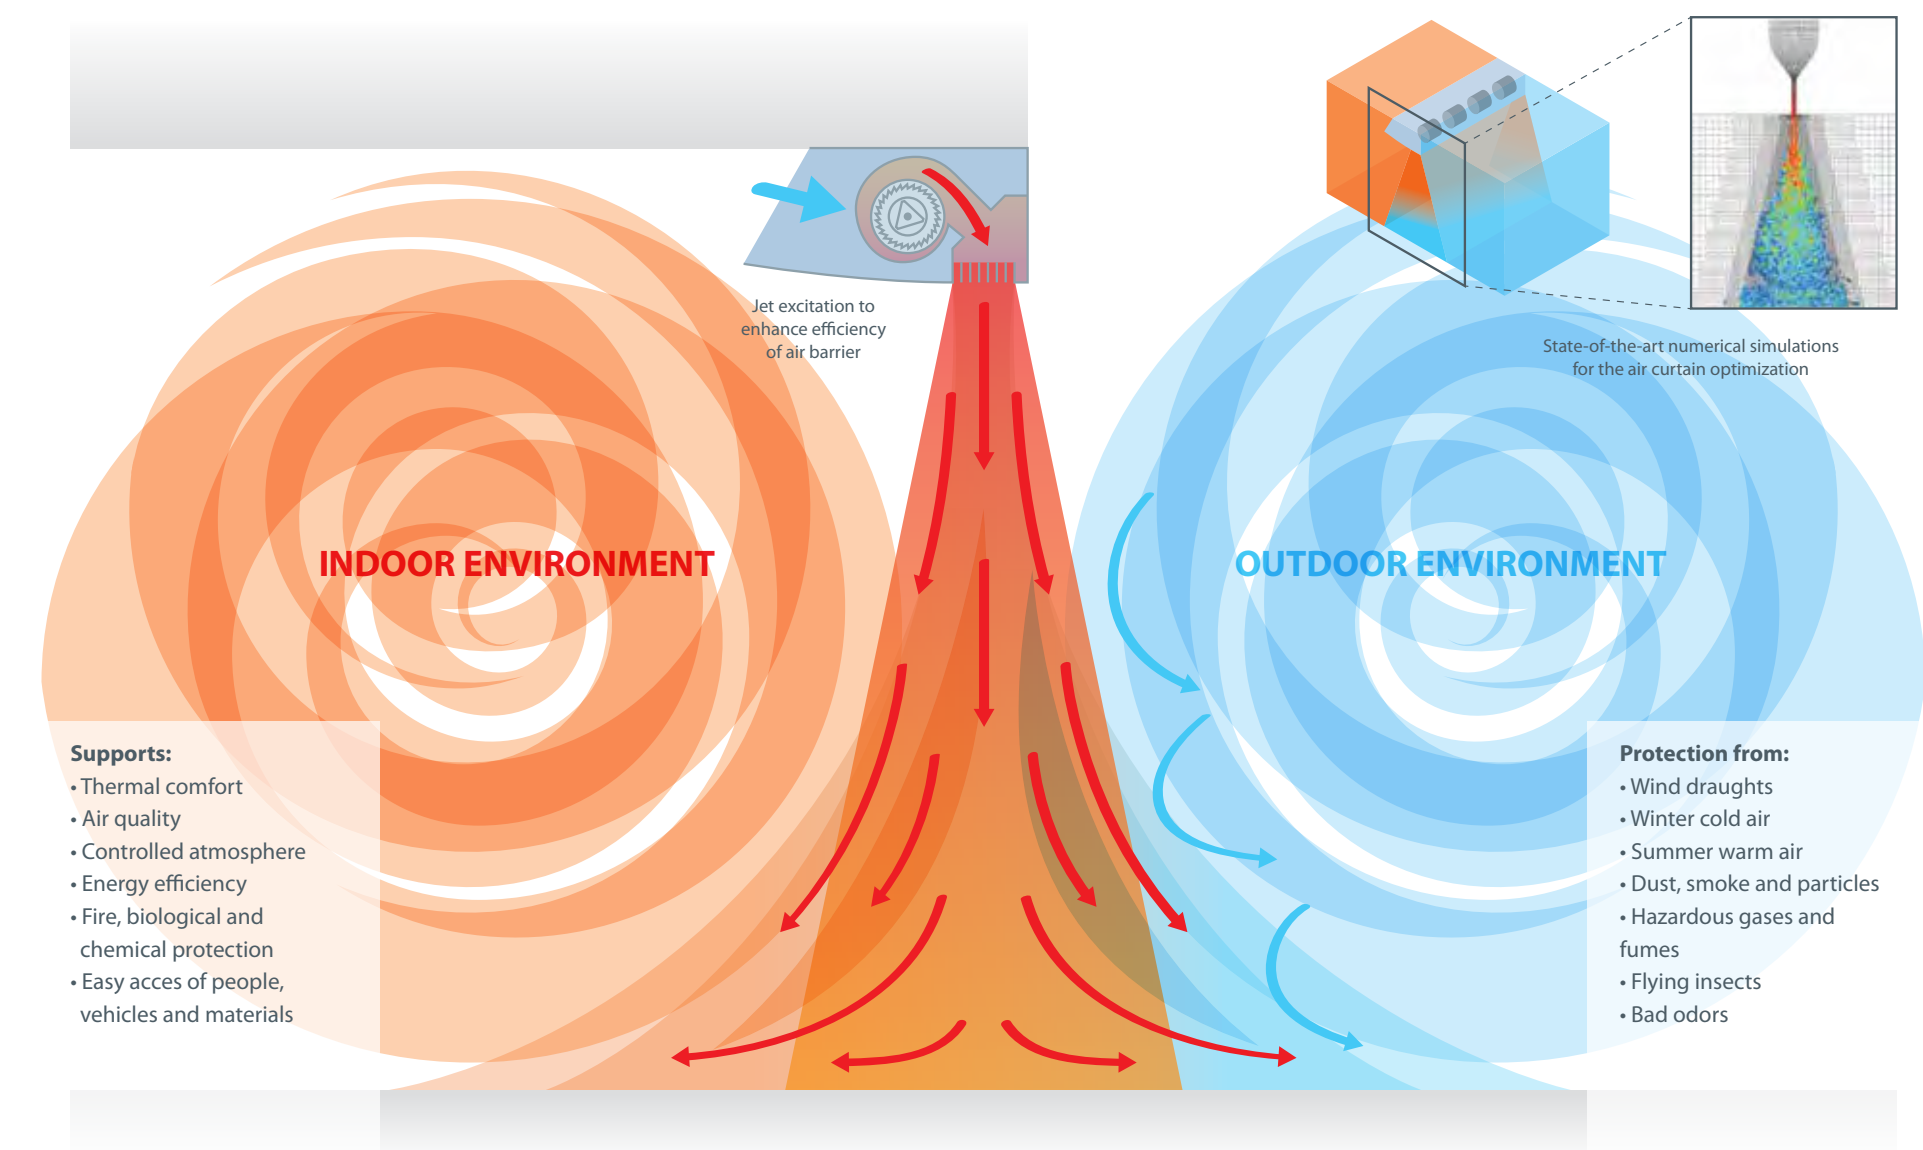 Jet excitation to
enhance efficiency
of air barrier
State-of-the-art numerical simulations
for the air curtain optimization
INDOOR ENVIRONMENT
OUTDOOR ENVIRONMENT
Supports:
• Thermal comfort
• Air quality
• Controlled atmosphere
• Energy efficiency
• Fire, biological and
chemical protection
• Easy acces of people,
vehicles and materials
Protection from:
• Wind draughts
• Winter cold air
• Summer warm air
• Dust, smoke and particles
• Hazardous gases and
fumes
• Flying insects
• Bad odors